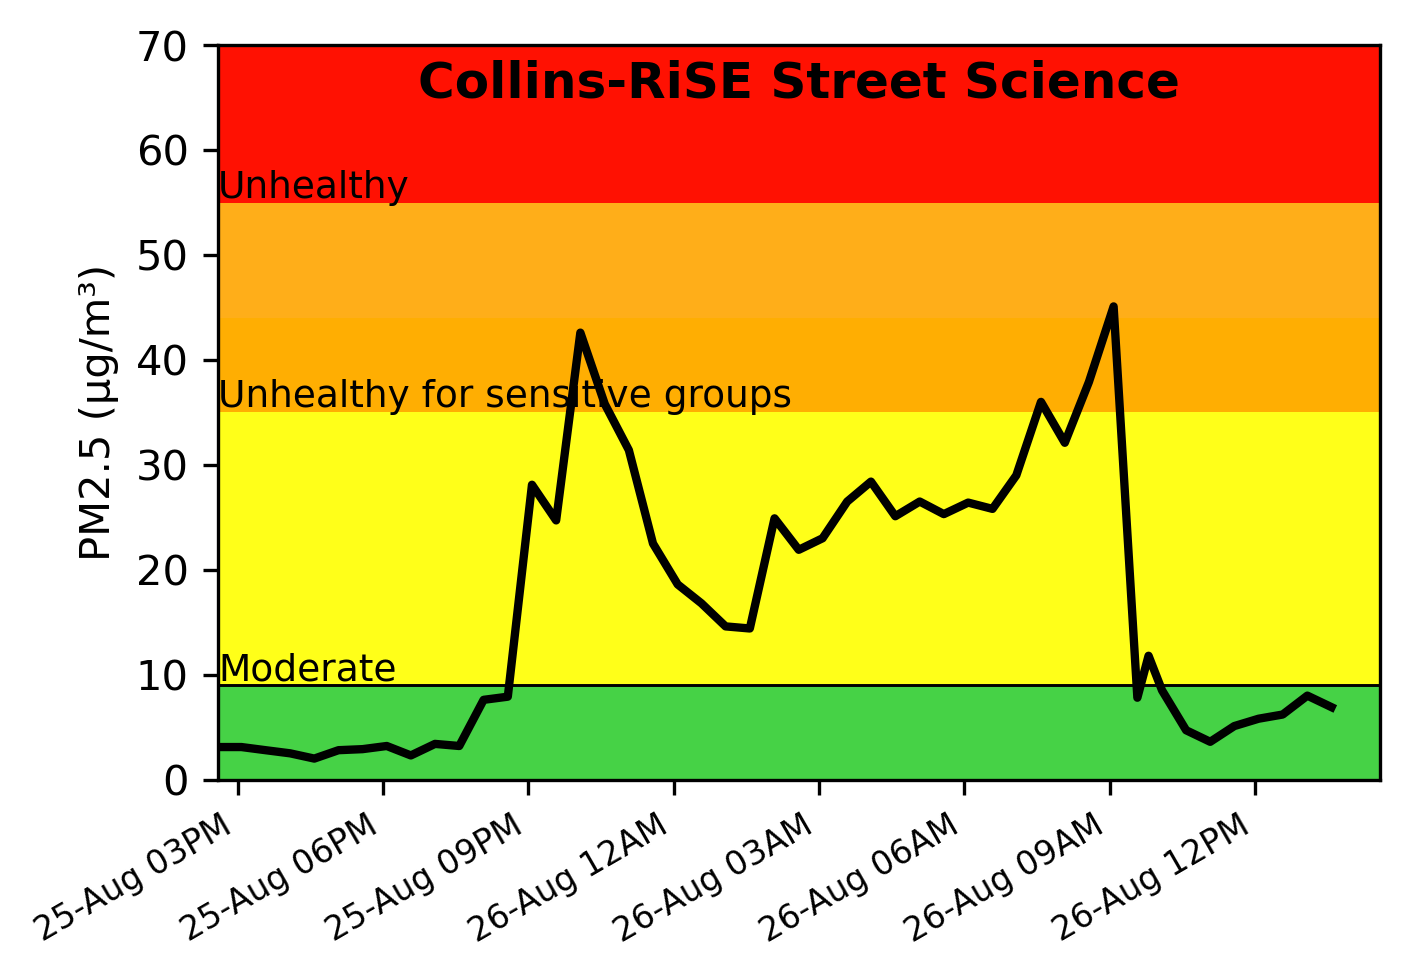 Collins-RiSE Street Science
PM2.5 (µg/m³)
70
60
Unhealthy
50
40
Unhealthy for sensitive groups
30
20
10
Moderate
0
25-Aug 03PM
25-Aug 06PM
25-Aug 09PM
26-Aug 12AM
26-Aug 03AM
26-Aug 06AM
26-Aug 09AM
26-Aug 12PM